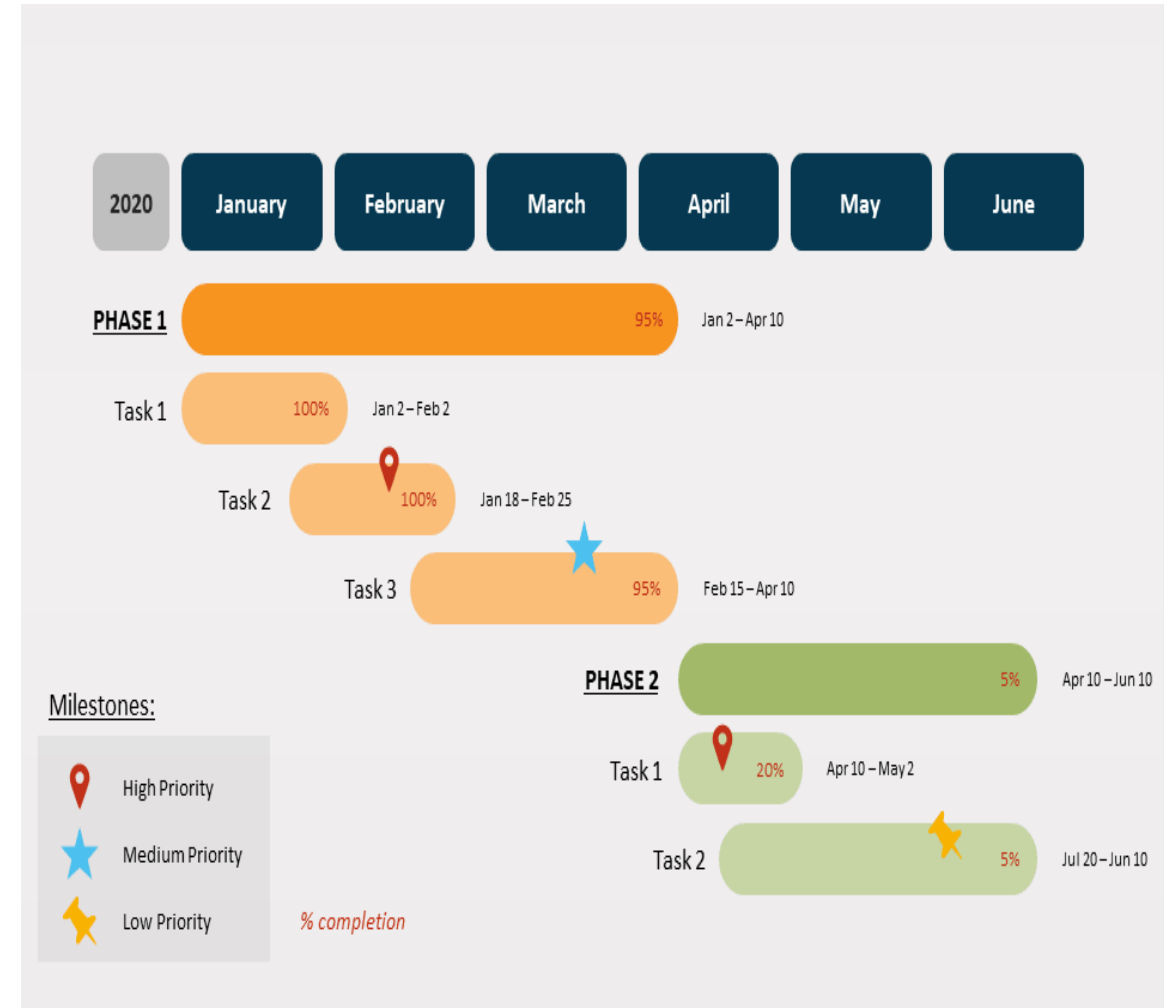 2020 January February March April May June
PHASE 1 95% Jan 2 – Apr 10
Task 1 100% Jan 2 – Feb 2
Task 2 100% Jan 18 – Feb 25
Task 3 95% Feb 15 – Apr 10
PHASE 2 5% Apr 10 – Jun 10
Task 1 20% Apr 10 – May 2
Task 2 5% Jul 20 – Jun 10
Milestones:
High Priority
Medium Priority
Low Priority
% completion